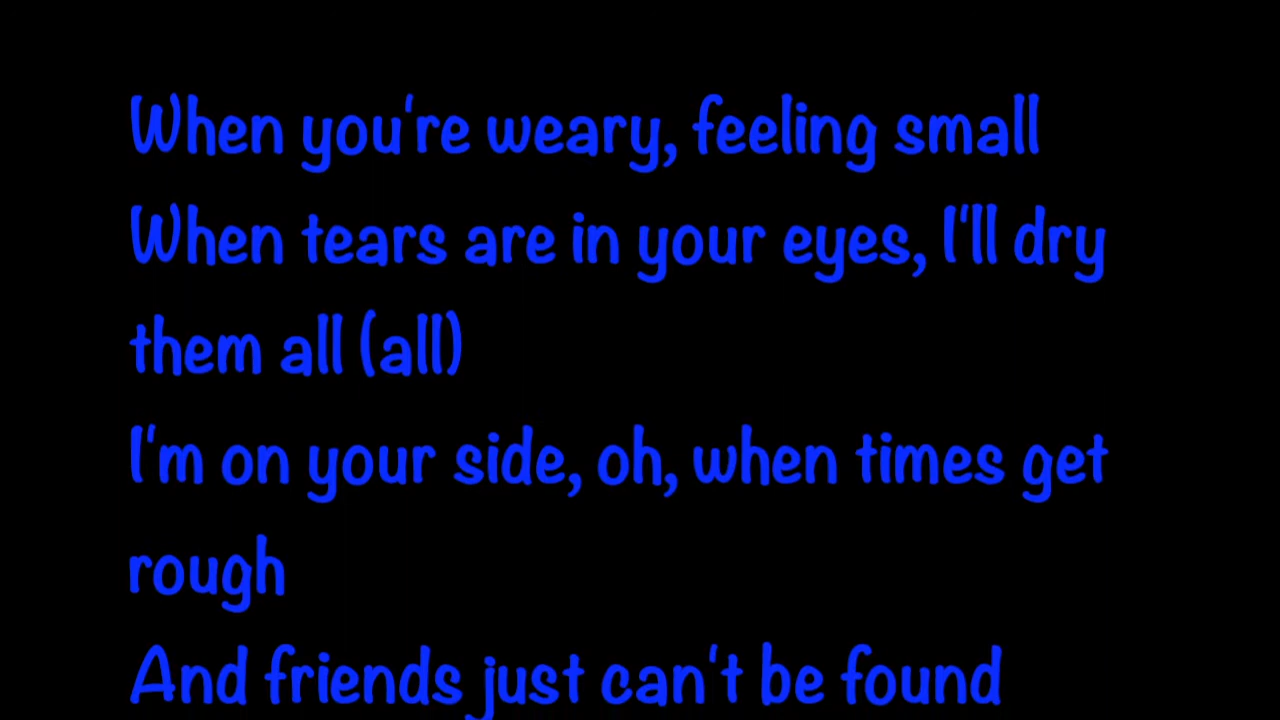 When you're weary, feeling small
When tears are in your eyes, I'll dry
them all (all)
I'm on your side, oh, when times get
rough
And friends just can't be found